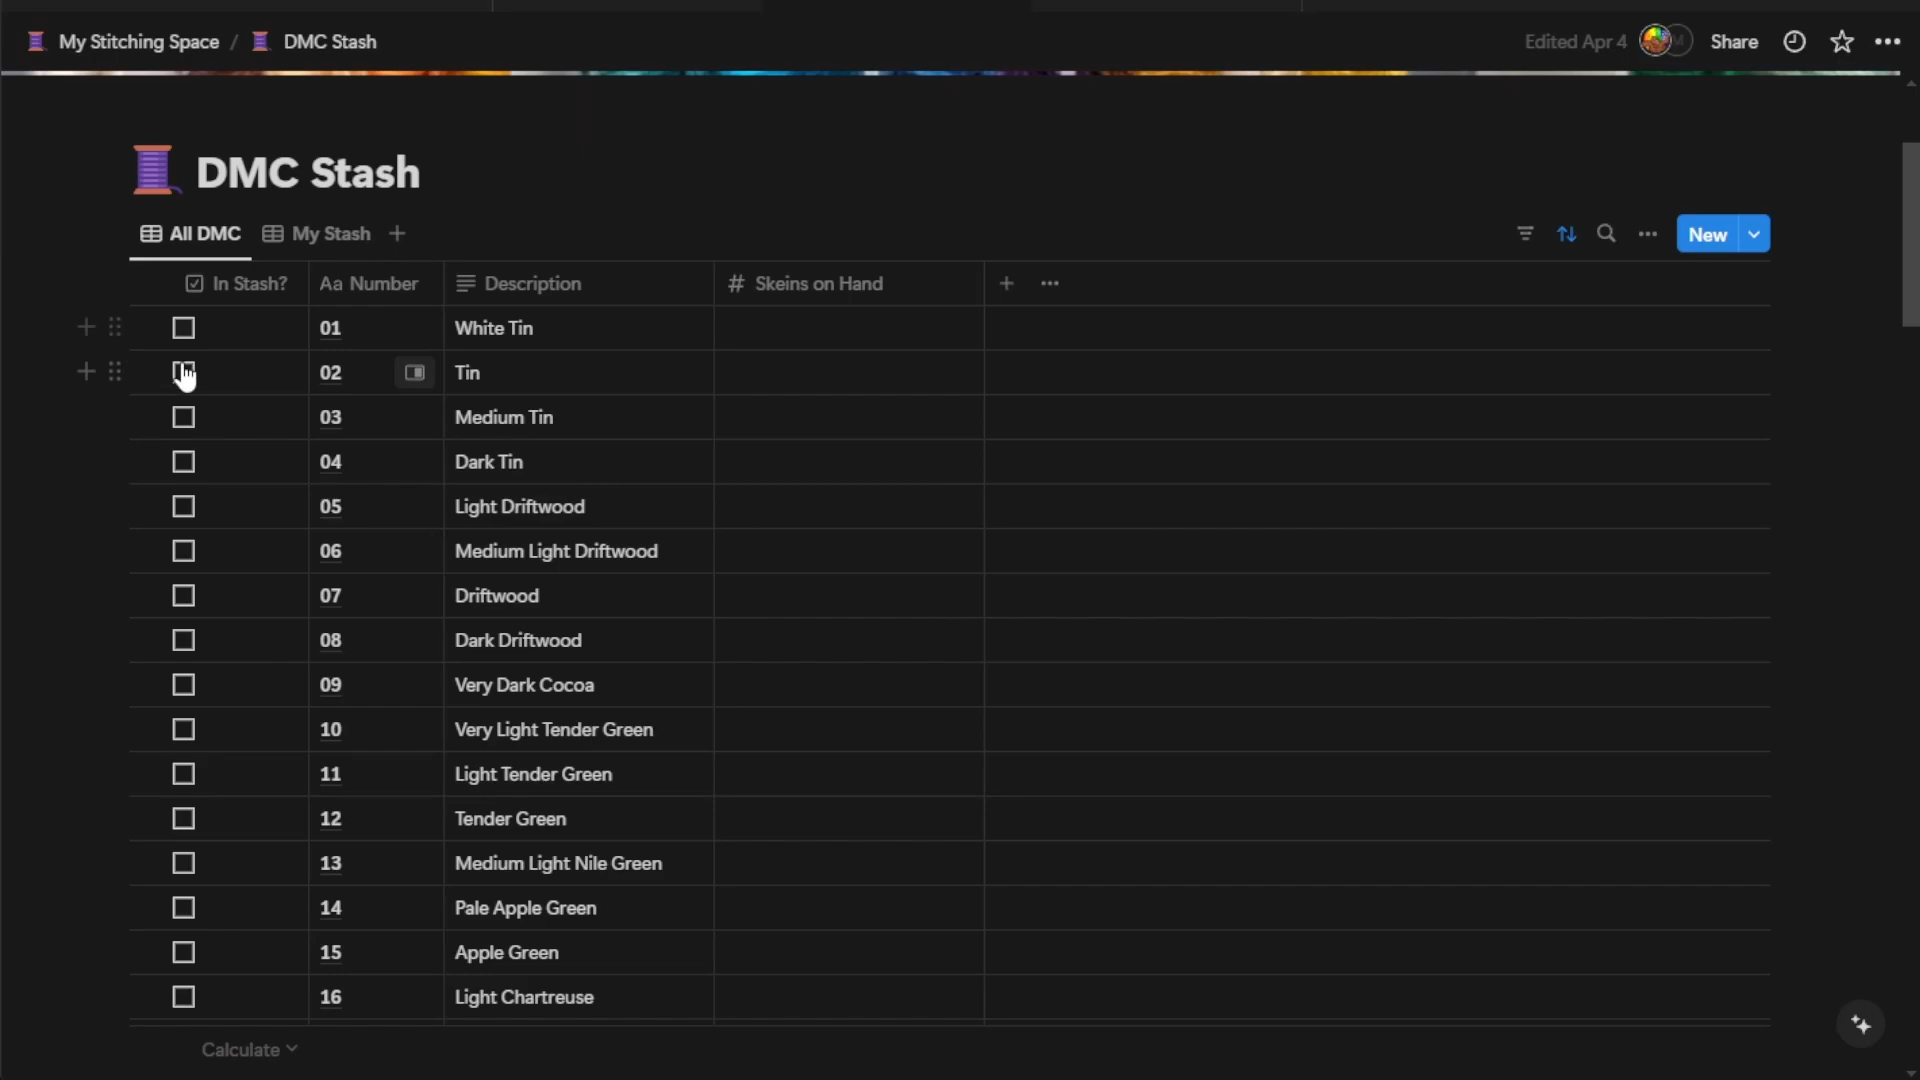 My Stitching Space / DMC Stash
Edited Apr 4 Share
DMC Stash
All DMC My Stash
New
In Stash? Aa Number Description # Skeins on Hand
01 White Tin
02 Tin
03 Medium Tin
04 Dark Tin
05 Light Driftwood
06 Medium Light Driftwood
07 Driftwood
08 Dark Driftwood
09 Very Dark Cocoa
10 Very Light Tender Green
11 Light Tender Green
12 Tender Green
13 Medium Light Nile Green
14 Pale Apple Green
15 Apple Green
16 Light Chartreuse
Calculate